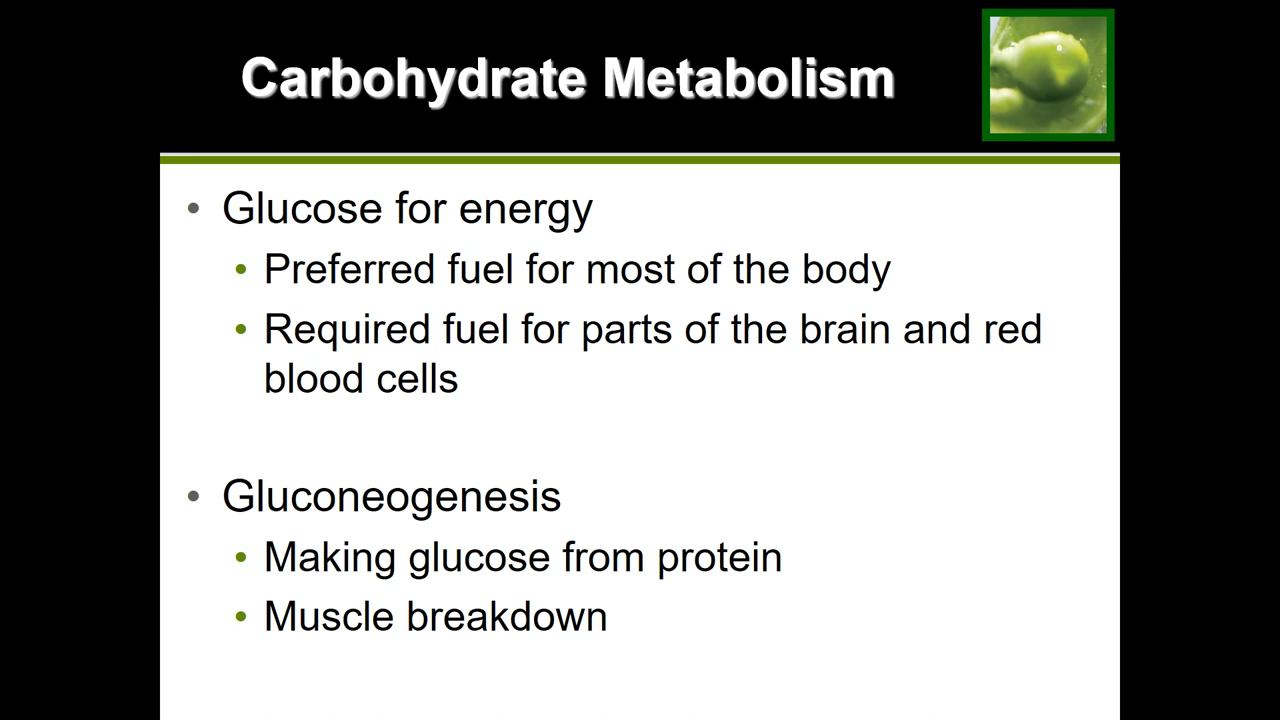 Carbohydrate Metabolism
• Glucose for energy
• Preferred fuel for most of the body
• Required fuel for parts of the brain and red
blood cells
• Gluconeogenesis
• Making glucose from protein
• Muscle breakdown